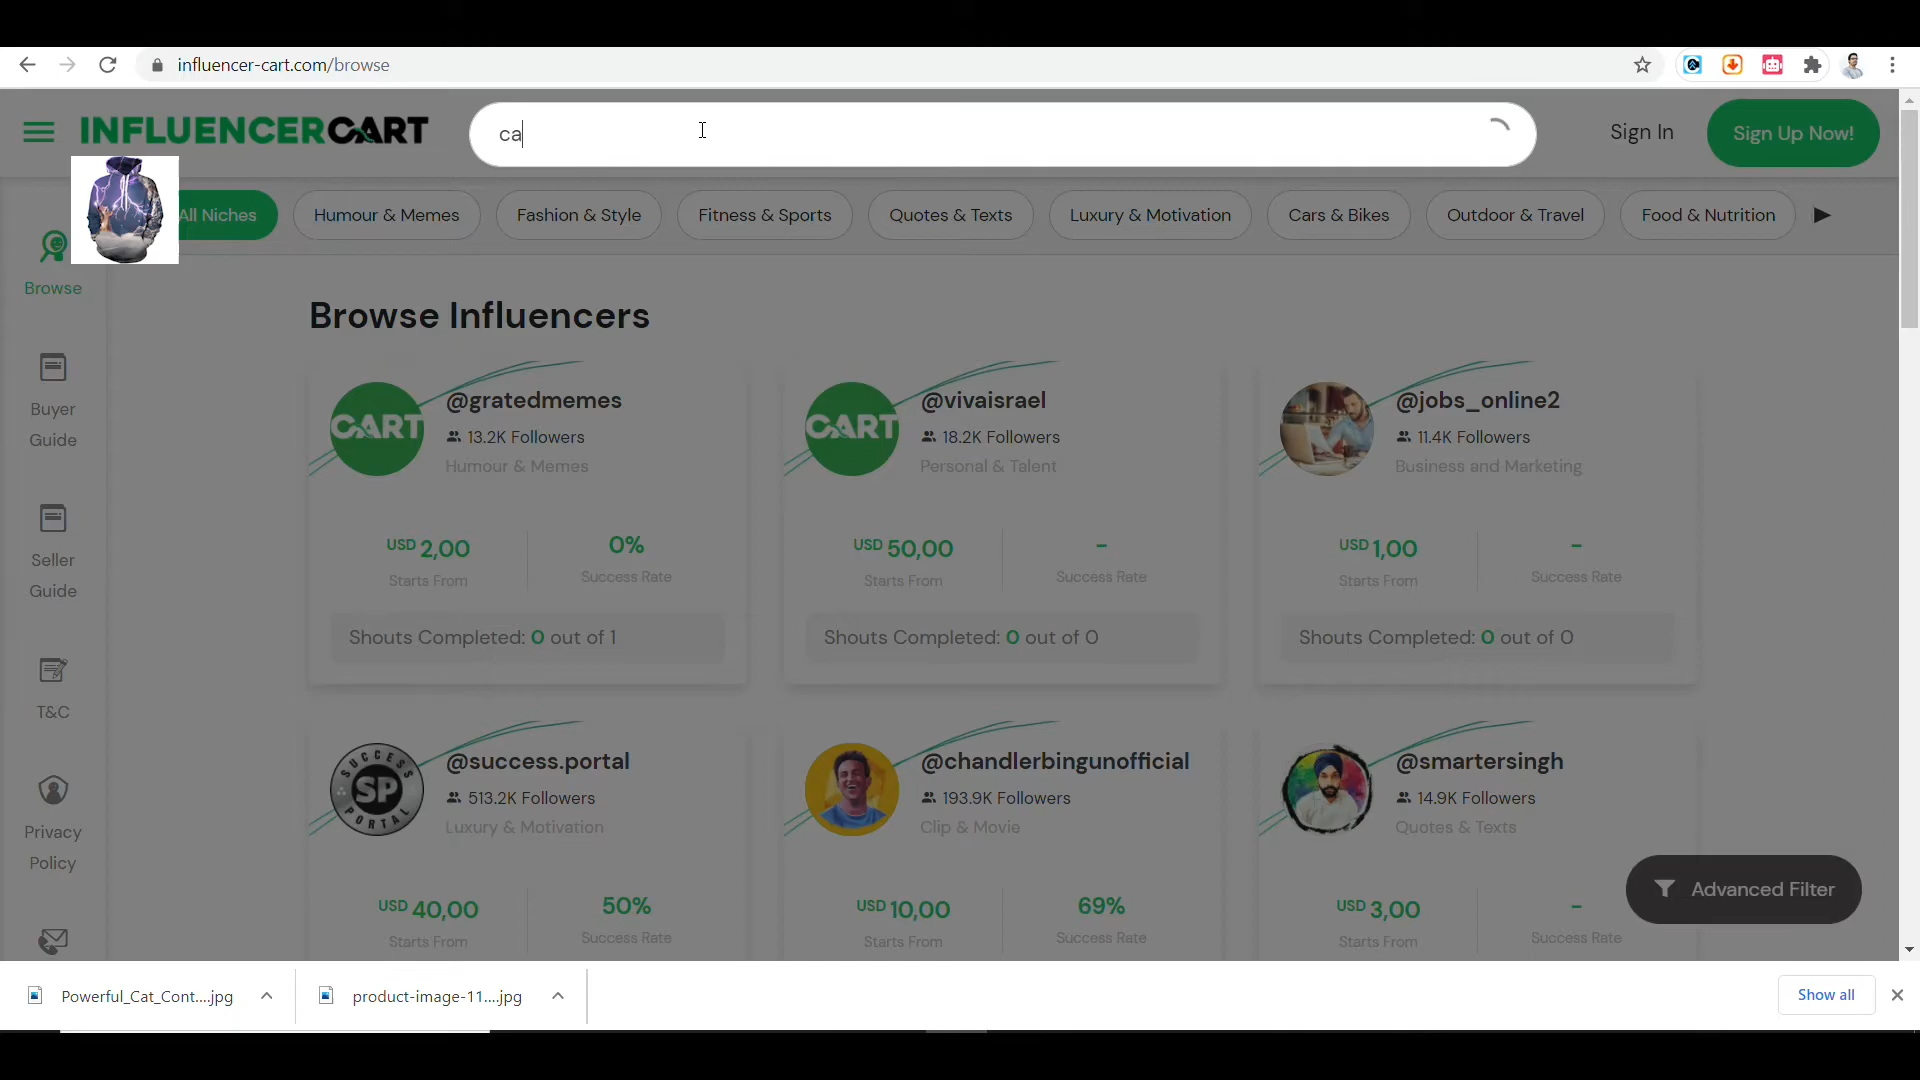 influencer-cart.com/browse
INFLUENCERCART
ca
Sign In
Sign Up Now!
All Niches
Humour & Memes
Fashion & Style
Fitness & Sports
Quotes & Texts
Luxury & Motivation
Cars & Bikes
Outdoor & Travel
Food & Nutrition
Browse
Buyer
Guide
Seller
Guide
T&C
Privacy
Policy
Browse Influencers
CART
@gratedmemes
13.2K Followers
Humour & Memes
USD 2,00
Starts From
0%
Success Rate
Shouts Completed: 0 out of 1
CART
@vivaisrael
18.2K Followers
Personal & Talent
USD 50,00
Starts From
-
Success Rate
Shouts Completed: 0 out of 0
@jobs_online2
11.4K Followers
Business and Marketing
USD 1,00
Starts From
-
Success Rate
Shouts Completed: 0 out of 0
SUCCESS
SP
PORTAL
@success.portal
513.2K Followers
Luxury & Motivation
USD 40,00
Starts From
50%
Success Rate
@chandlerbingunofficial
193.9K Followers
Clip & Movie
USD 10,00
Starts From
69%
Success Rate
@smartersingh
14.9K Followers
Quotes & Texts
USD 3,00
Starts From
-
Success Rate
Advanced Filter
Powerful_Cat_Cont....jpg
product-image-11....jpg
Show all